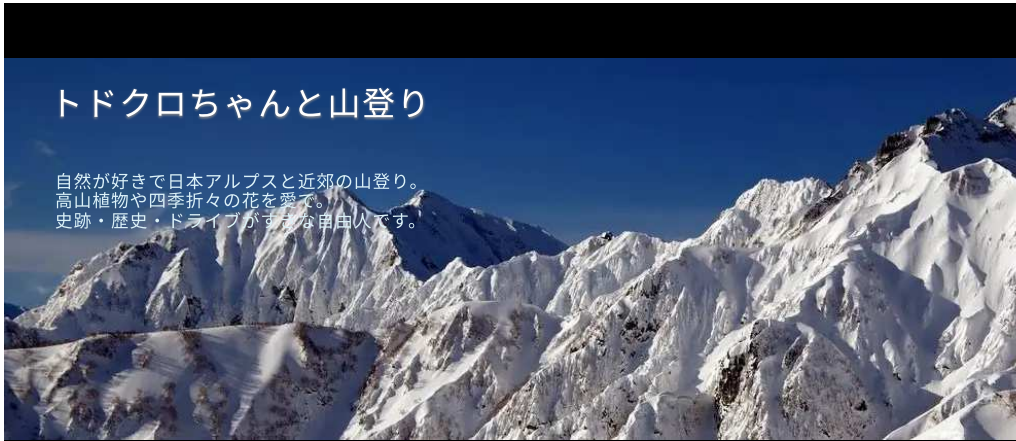 トドクロちゃんと山登り
自然が好きで日本アルプスと近郊の山登り。
高山植物や四季折々の花を愛で。
史跡・歴史・ドライブがすきな自由人です。